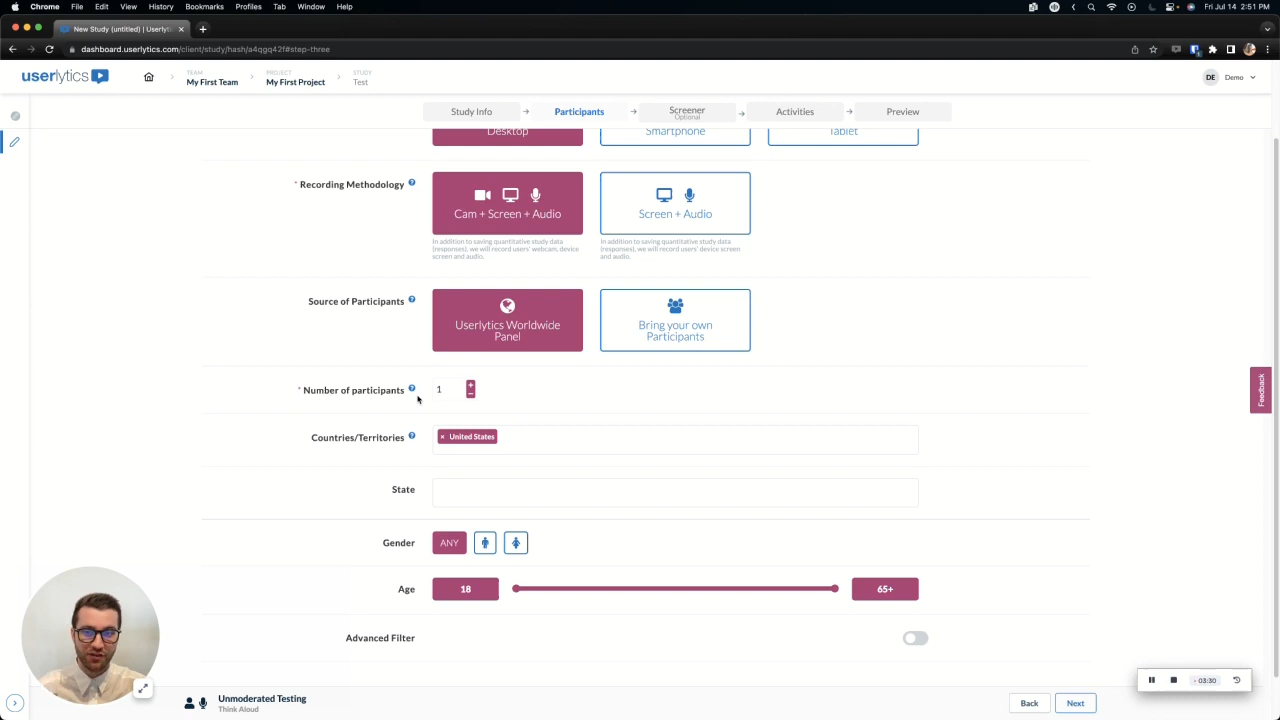 Chrome File Edit View History Bookmarks Profiles Tab Window Help
Fri Jul 14 2:51 PM
New Study (untitled) | Userlyti
dashboard.userlytics.com/client/study/hash/a4qgq42f#step-three
userlytics
TEAM
My First Team
PROJECT
My First Project
STUDY
Test
DE Demo
Study Info
Participants
Screener
Optional
Activities
Preview
Desktop
Smartphone
Tablet
* Recording Methodology ?
Cam + Screen + Audio
In addition to saving quantitative study data
(responses), we will record users' webcam, device
screen and audio.
Screen + Audio
In addition to saving quantitative study data
(responses), we will record users' device screen
and audio.
Source of Participants ?
Userlytics Worldwide
Panel
Bring your own
Participants
* Number of participants ?
1
+
−
Countries/Territories ?
× United States
State
Gender
ANY
Age
18
65+
Advanced Filter
Feedback
Unmoderated Testing
Think Aloud
03:30
Back
Next